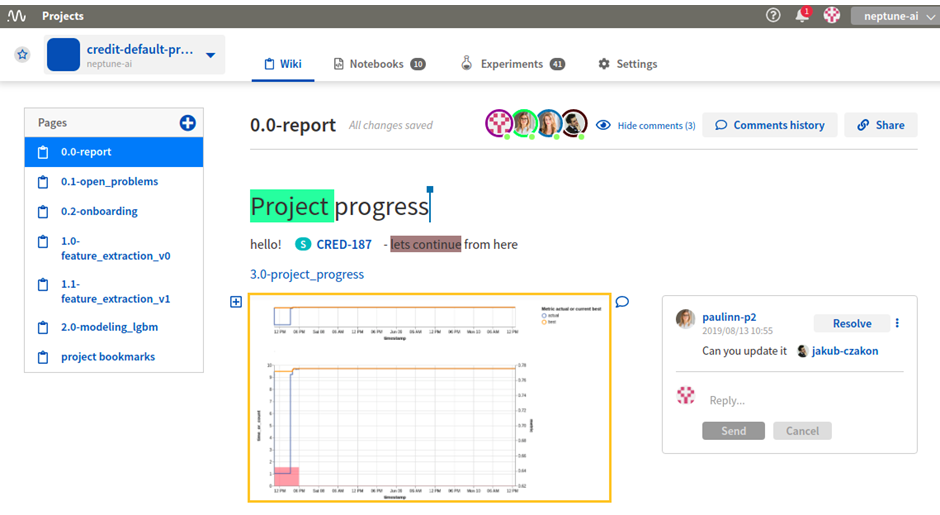 Projects
1
neptune-ai
credit-default-pr...
neptune-ai
Wiki
Notebooks 10
Experiments 41
Settings
Pages
0.0-report
0.1-open_problems
0.2-onboarding
1.0-
feature_extraction_v0
1.1-
feature_extraction_v1
2.0-modeling_lgbm
project bookmarks
0.0-report
All changes saved
Hide comments (3)
Comments history
Share
Project progress
hello! S CRED-187 - lets continue from here
3.0-project_progress
Metric actual or current best
actual
best
12 PM 06 PM Sat 08 06 AM 12 PM 06 PM Jun 09 06 AM 12 PM 06 PM Mon 10 06 AM 12 PM
timestamp
10
9
8
7
6
5
4
3
2
1
0
0.78
0.76
0.74
0.72
0.70
0.68
0.66
0.64
0.62
12 PM 06 PM Sat 08 06 AM 12 PM 06 PM Jun 09 06 AM 12 PM 06 PM Mon 10 06 AM 12 PM
timestamp
paulinn-p2
2019/08/13 10:55
Resolve
Can you update it jakub-czakon
Reply...
Send
Cancel